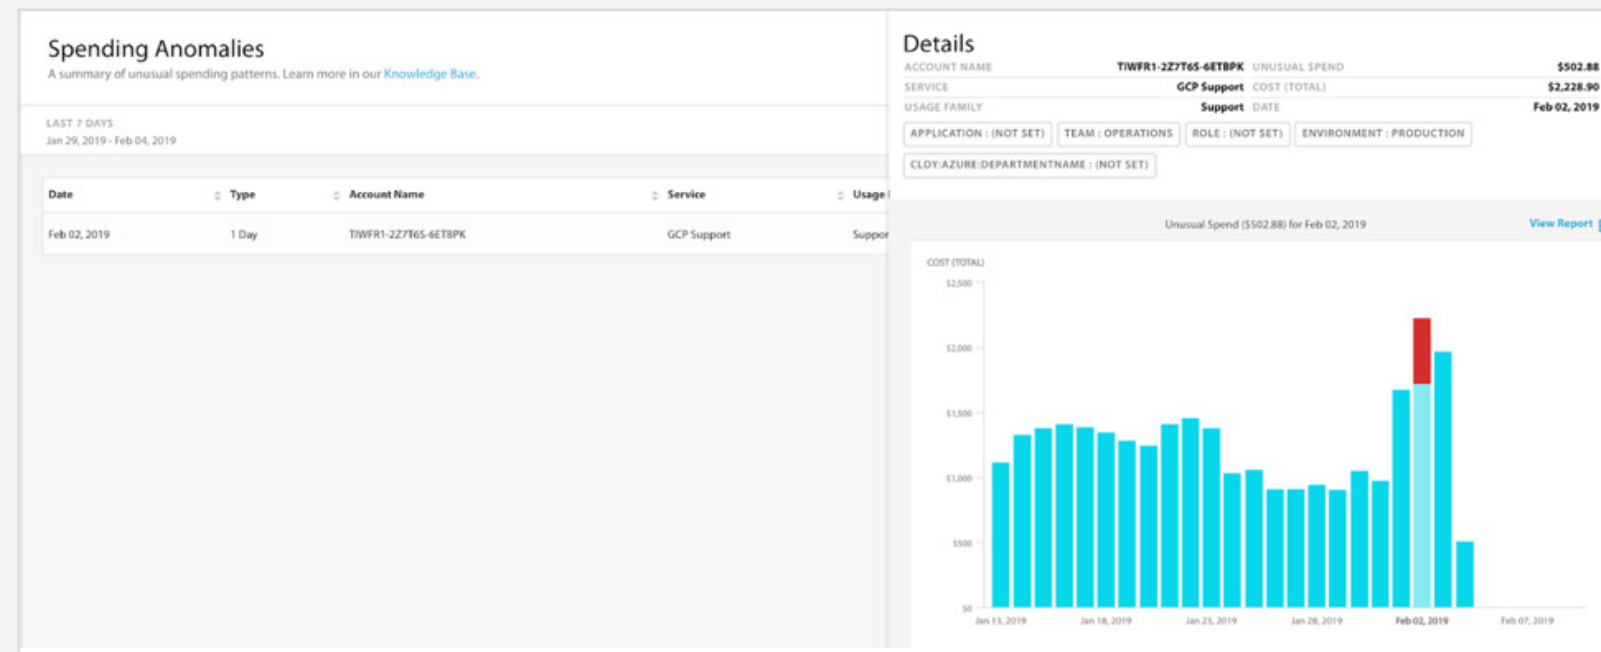 Spending Anomalies
A summary of unusual spending patterns. Learn more in our Knowledge Base.
LAST 7 DAYS
Jan 29, 2019 - Feb 04, 2019
Date Type Account Name Service Usage
Feb 02, 2019 1 Day TIWFR1-2Z7T6S-6ETBPK GCP Support Suppor
Details
ACCOUNT NAME TIWFR1-2Z7T6S-6ETBPK UNUSUAL SPEND $502.88
SERVICE GCP Support COST (TOTAL) $2,228.90
USAGE FAMILY Support DATE Feb 02, 2019
APPLICATION : (NOT SET) TEAM : OPERATIONS ROLE : (NOT SET) ENVIRONMENT : PRODUCTION
CLDY:AZURE:DEPARTMENTNAME : (NOT SET)
Unusual Spend ($502.88) for Feb 02, 2019 View Report
COST (TOTAL)
$2,500
$2,000
$1,500
$1,000
$500
$0
Jan 13, 2019 Jan 18, 2019 Jan 23, 2019 Jan 28, 2019 Feb 02, 2019 Feb 07, 2019